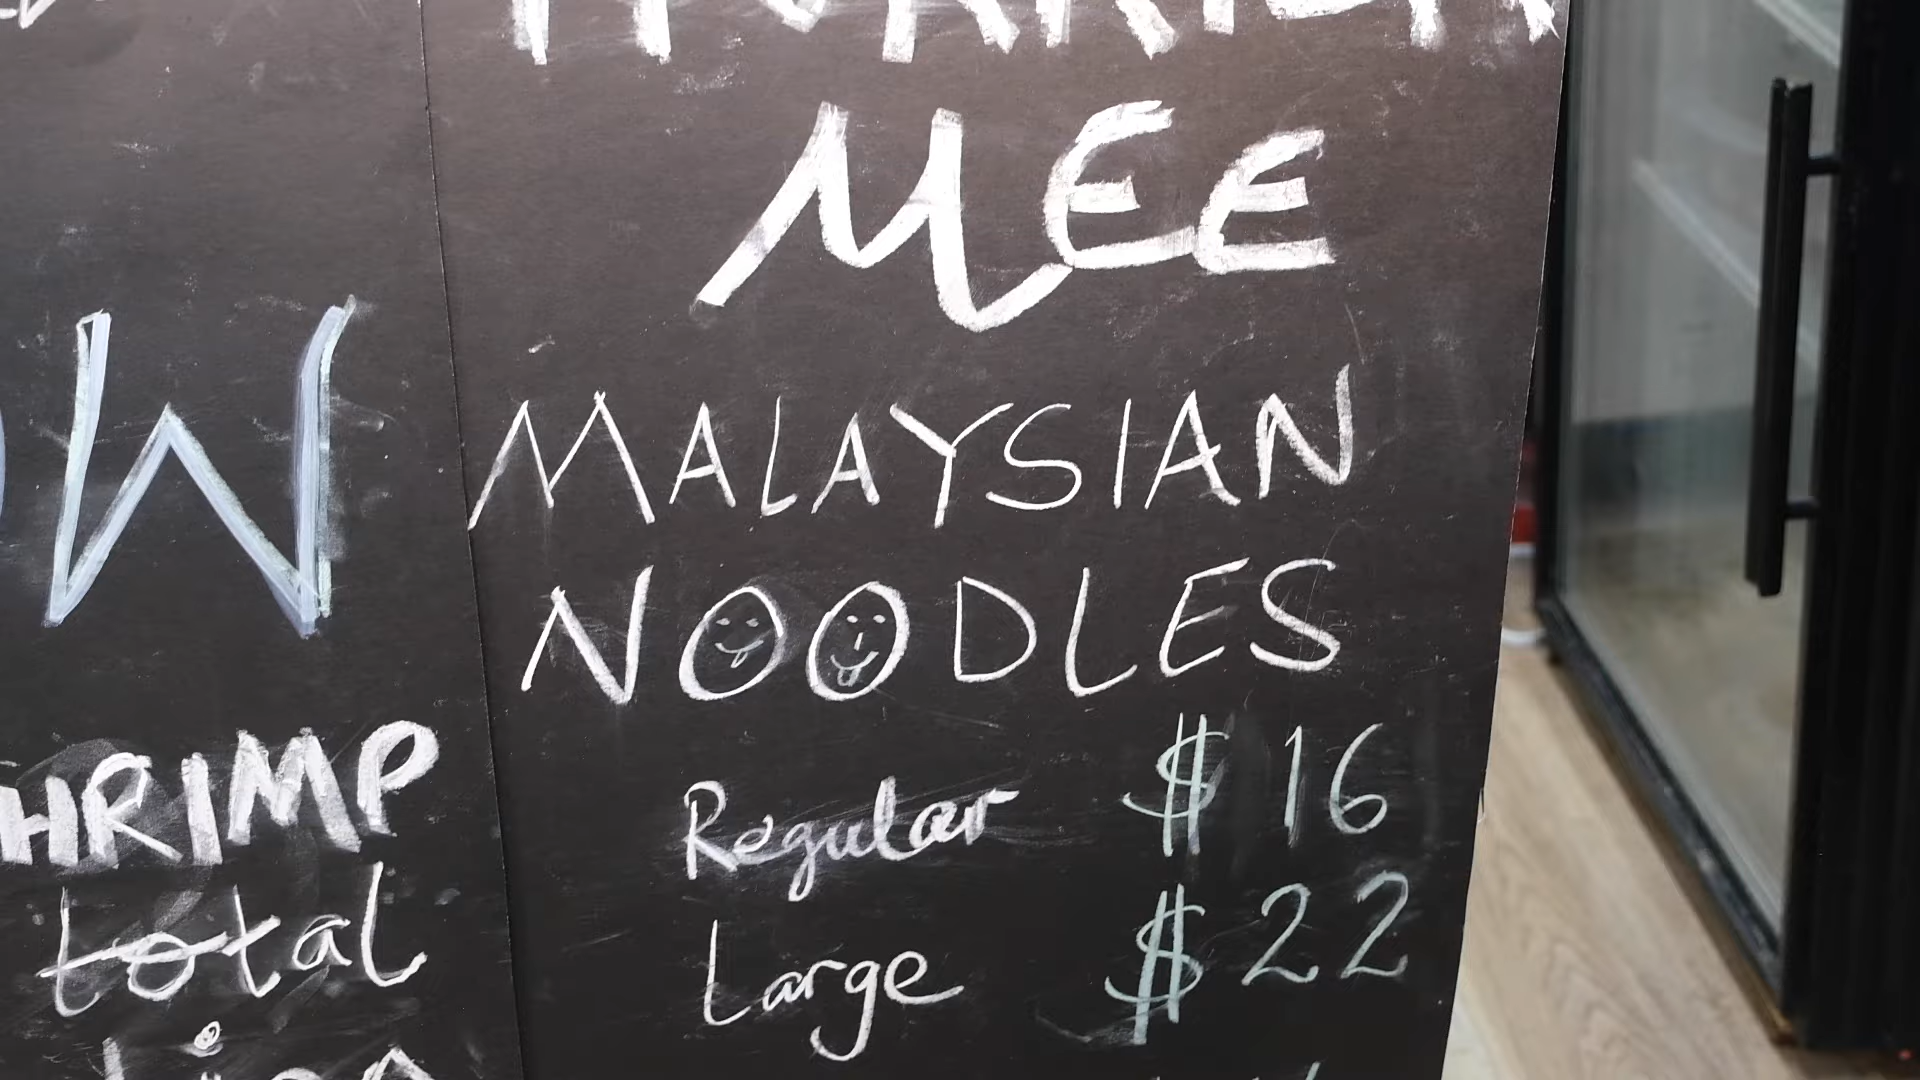 MEE
MALAYSIAN
NOODLES
Regular $16
Large $22
W
HRIMP
total